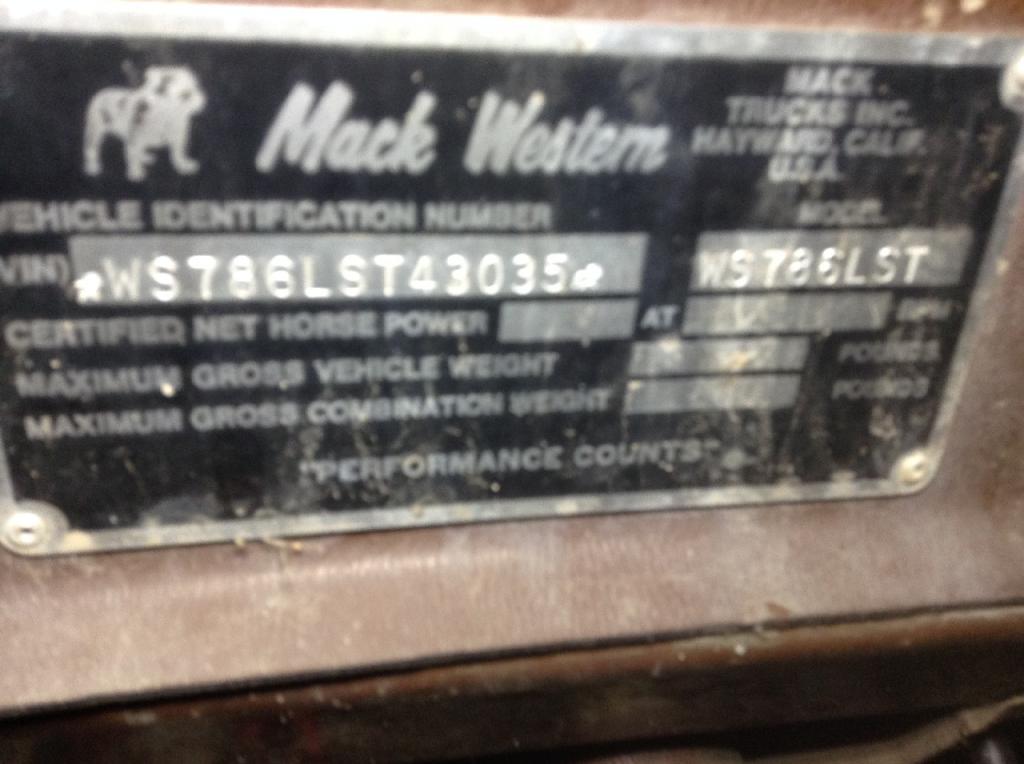 Mack Western
MACK
TRUCKS INC.
HAYWARD, CALIF.
U.S.A.
VEHICLE IDENTIFICATION NUMBER
MODEL
(VIN) *WS786LST43035* WS786LST
CERTIFIED NET HORSE POWER AT RPM
MAXIMUM GROSS VEHICLE WEIGHT POUNDS
MAXIMUM GROSS COMBINATION WEIGHT POUNDS
"PERFORMANCE COUNTS"